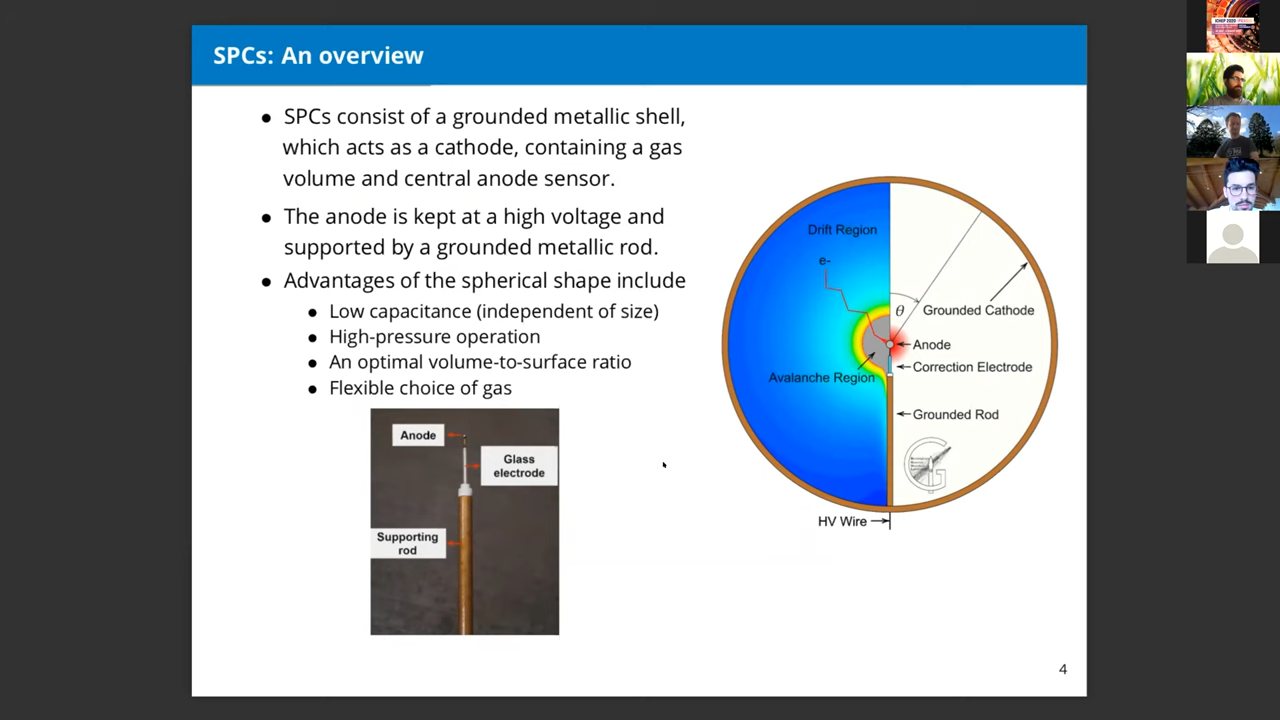 SPCs: An overview
SPCs consist of a grounded metallic shell,
which acts as a cathode, containing a gas
volume and central anode sensor.
The anode is kept at a high voltage and
supported by a grounded metallic rod.
Advantages of the spherical shape include
Low capacitance (independent of size)
High-pressure operation
An optimal volume-to-surface ratio
Flexible choice of gas
Anode
Glass
electrode
Supporting
rod
Drift Region
e-
θ
Grounded Cathode
Anode
Correction Electrode
Avalanche Region
Grounded Rod
HV Wire
4
ICHEP 2020